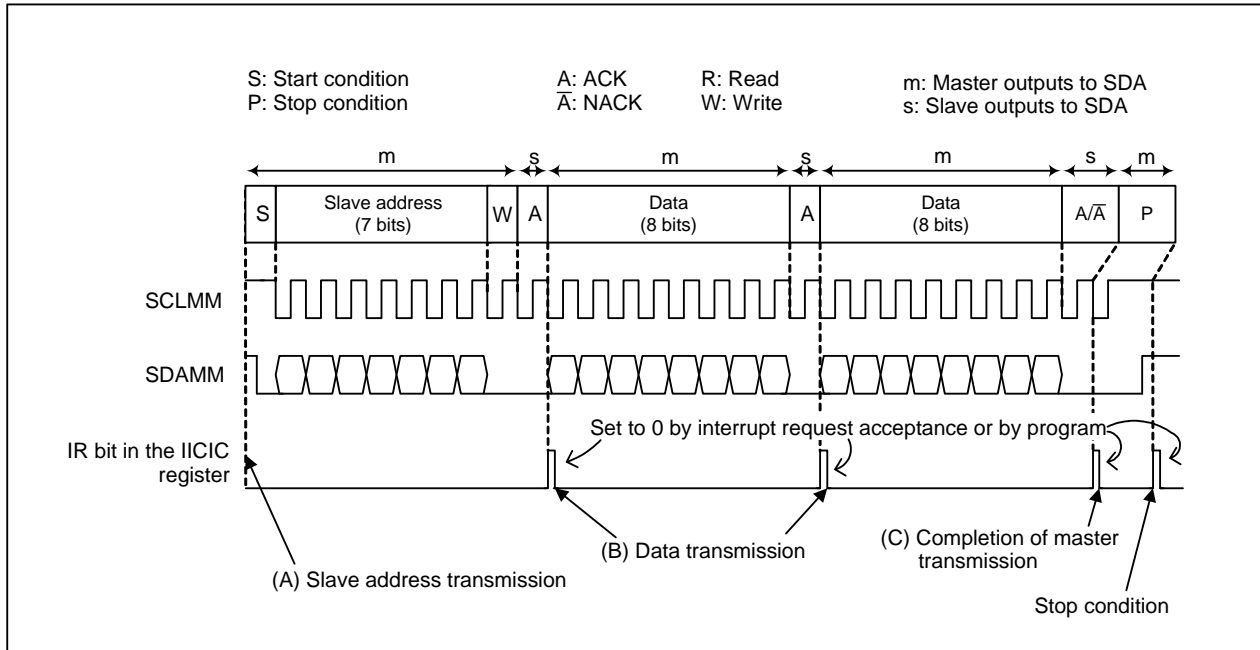 S: Start condition
P: Stop condition
A: ACK
A̅: NACK
R: Read
W: Write
m: Master outputs to SDA
s: Slave outputs to SDA
m s m s m s m
S
Slave address
(7 bits)
W
A
Data
(8 bits)
A
Data
(8 bits)
A/A̅
P
SCLMM
SDAMM
IR bit in the IICIC
register
Set to 0 by interrupt request acceptance or by program
(A) Slave address transmission
(B) Data transmission
(C) Completion of master
transmission
Stop condition